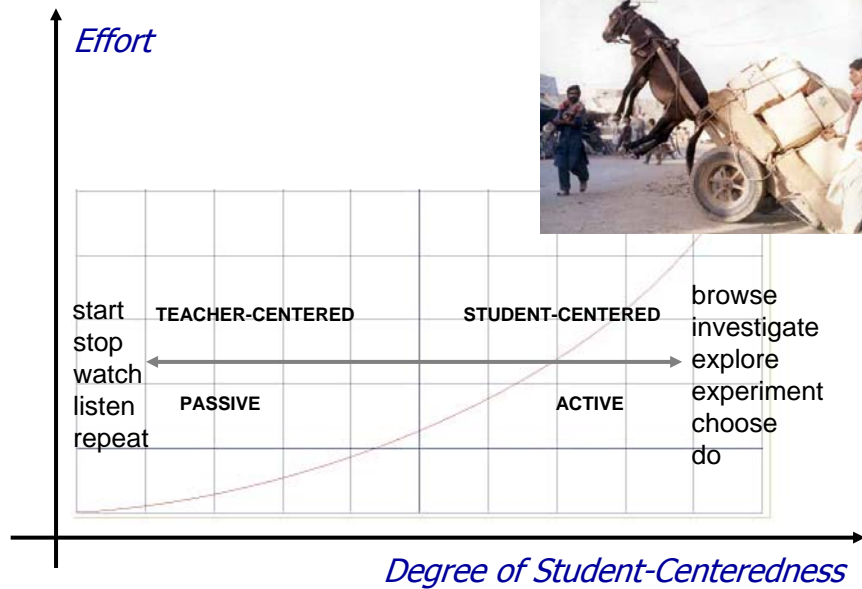 Effort
start
stop
watch
listen
repeat
TEACHER-CENTERED
STUDENT-CENTERED
PASSIVE
ACTIVE
browse
investigate
explore
experiment
choose
do
Degree of Student-Centeredness